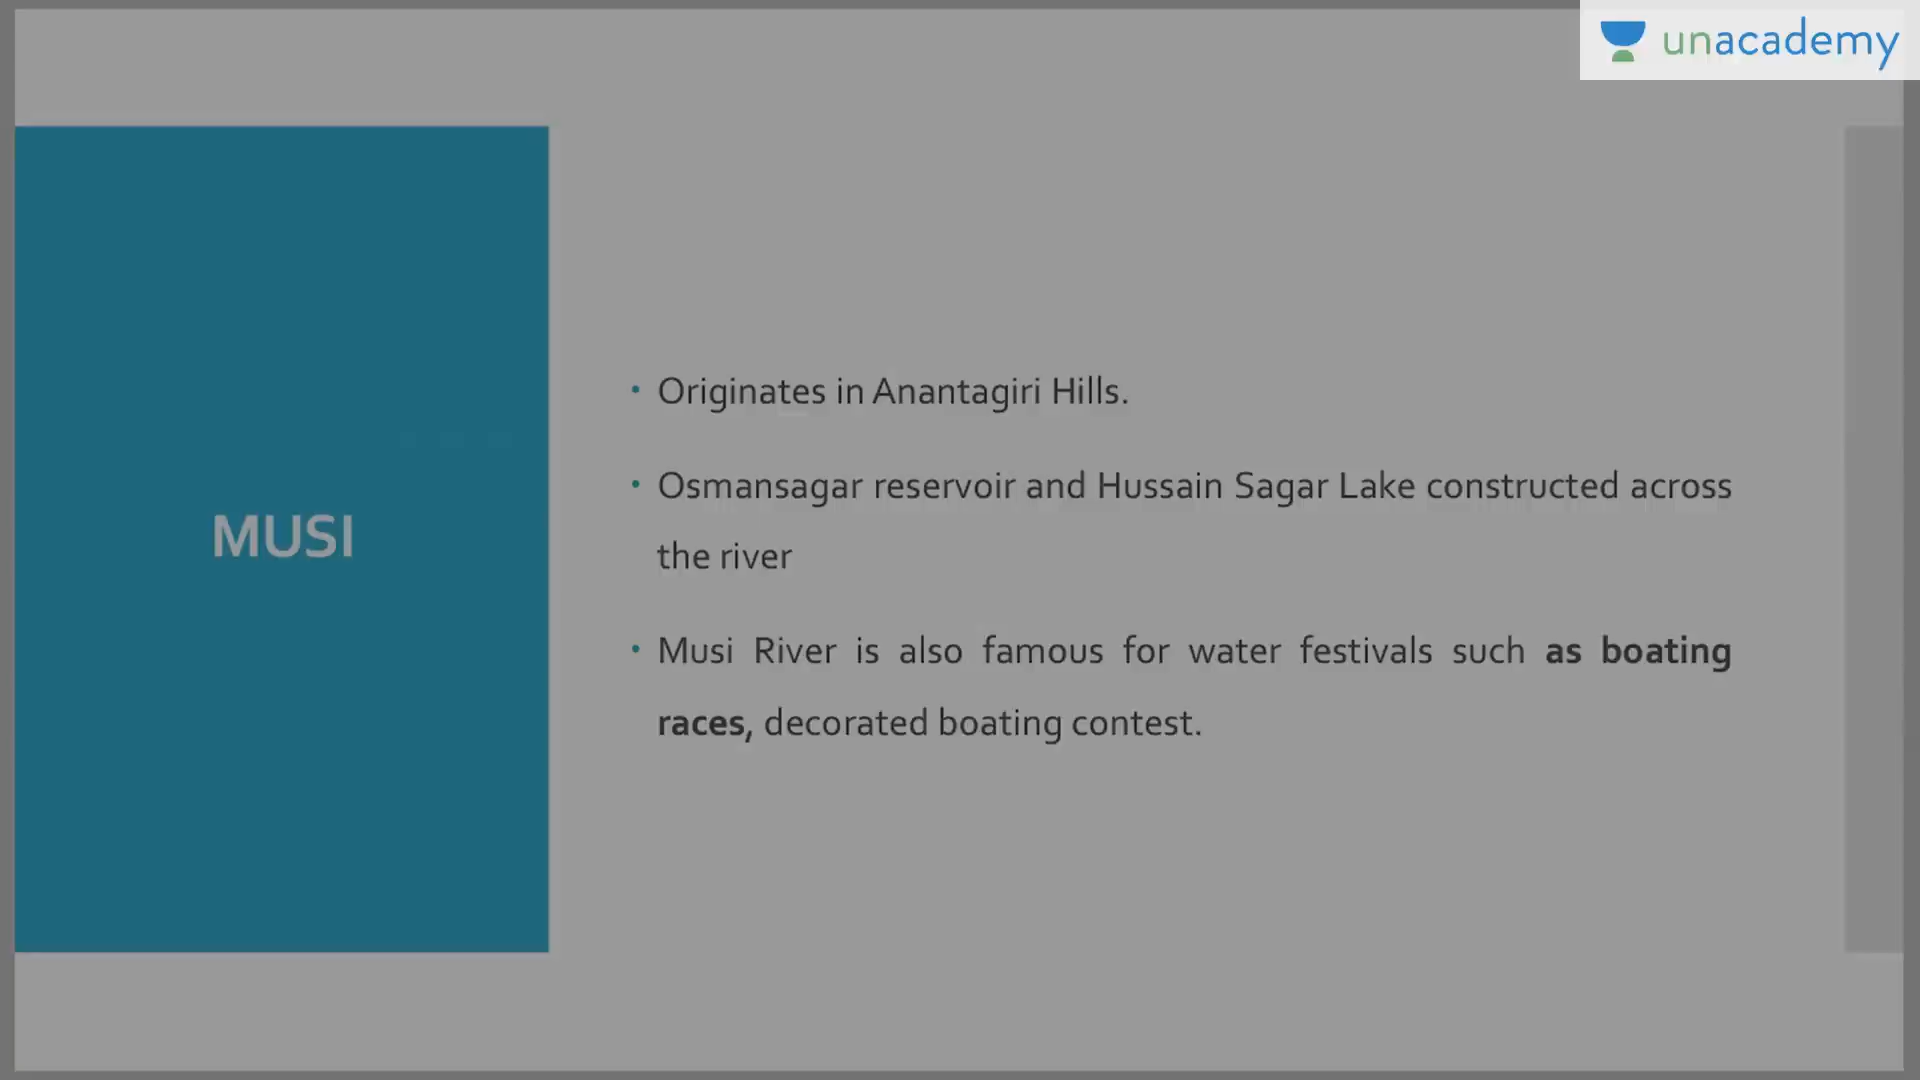 unacademy
MUSI
• Originates in Anantagiri Hills.
• Osmansagar reservoir and Hussain Sagar Lake constructed across
the river
• Musi River is also famous for water festivals such as boating
races, decorated boating contest.